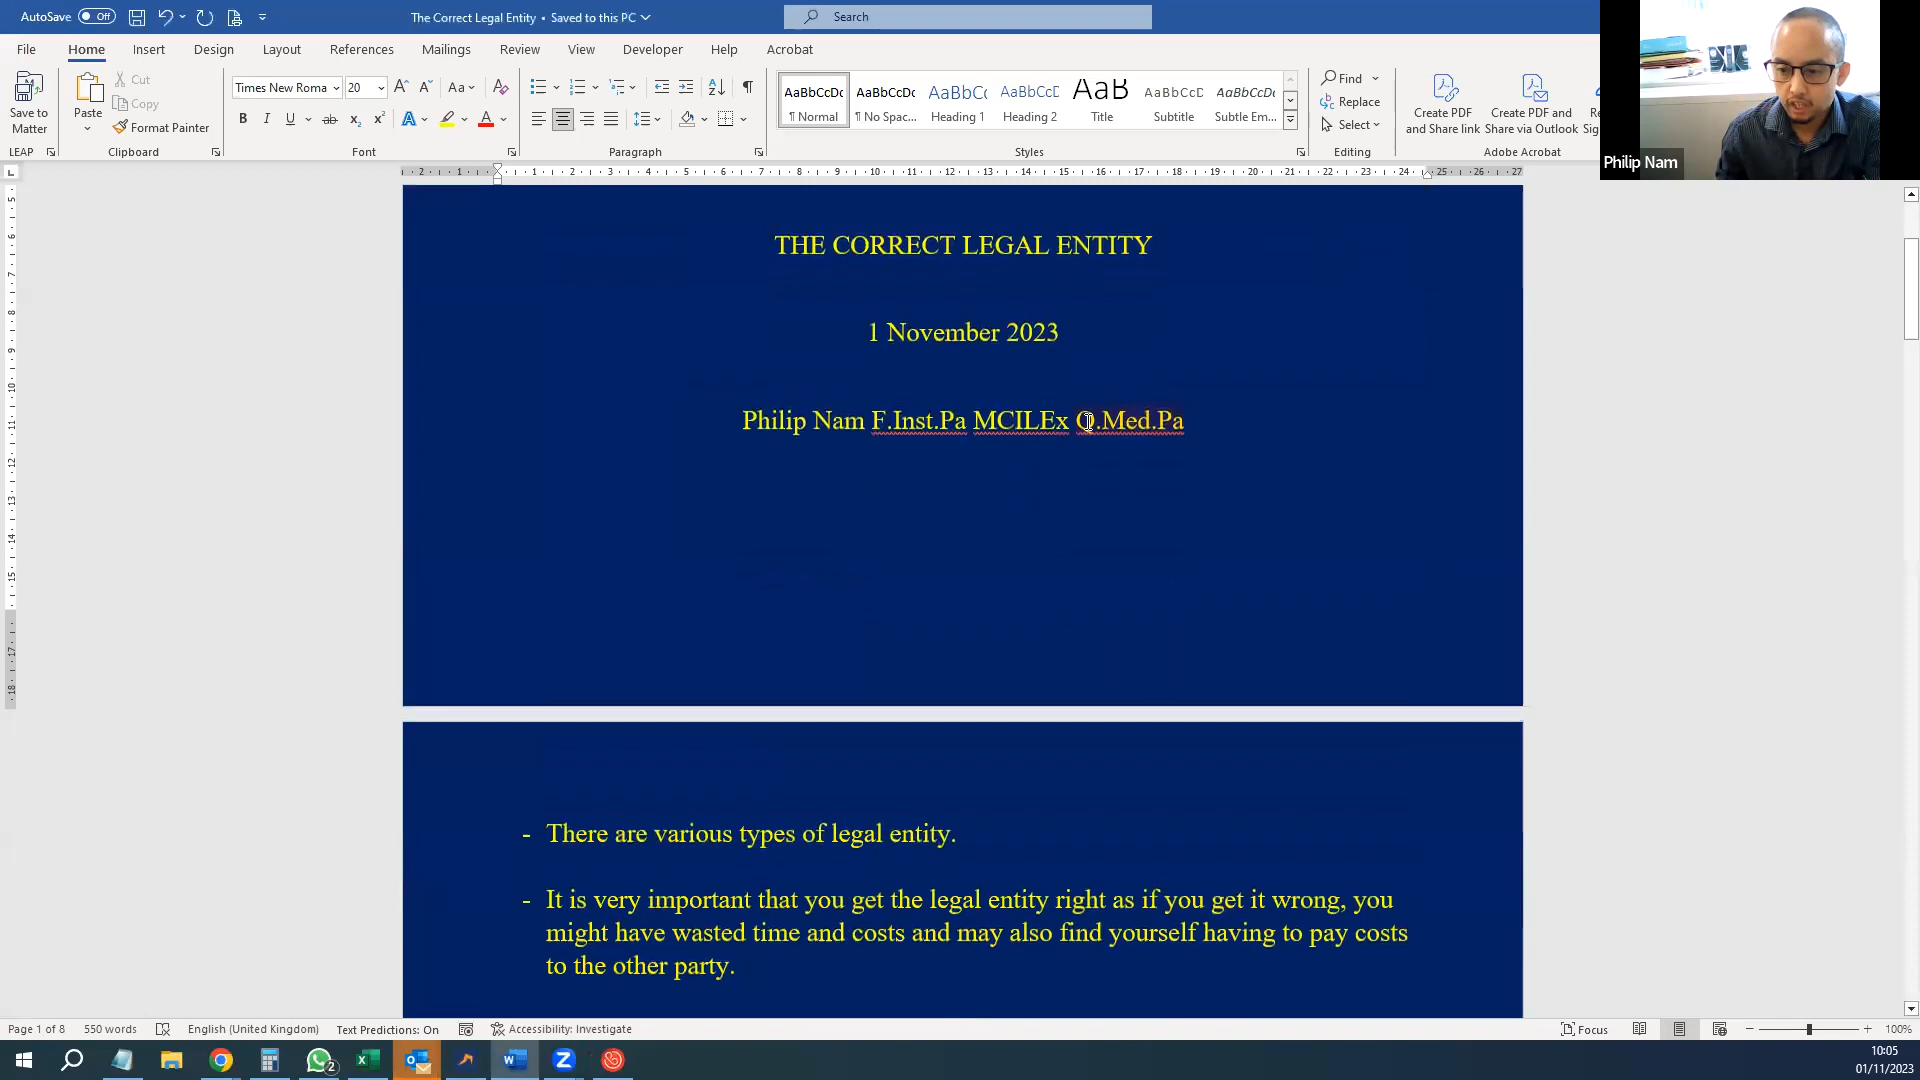 AutoSave Off The Correct Legal Entity • Saved to this PC Search
File Home Insert Design Layout References Mailings Review View Developer Help Acrobat
Save to Matter
LEAP
Paste
Cut
Copy
Format Painter
Clipboard
Times New Roma 20
Font
Paragraph
AaBbCcDc AaBbCcDc AaBbCc AaBbCcD AaB AaBbCcD AaBbCcDc
¶ Normal ¶ No Spac... Heading 1 Heading 2 Title Subtitle Subtle Em...
Styles
Find
Replace
Select
Editing
Create PDF and Share link
Create PDF and Share via Outlook
Adobe Acrobat
Philip Nam
THE CORRECT LEGAL ENTITY
1 November 2023
Philip Nam F.Inst.Pa MCILEx Q.Med.Pa
- There are various types of legal entity.
- It is very important that you get the legal entity right as if you get it wrong, you
might have wasted time and costs and may also find yourself having to pay costs
to the other party.
Page 1 of 8 550 words English (United Kingdom) Text Predictions: On Accessibility: Investigate Focus 100%
10:05
01/11/2023